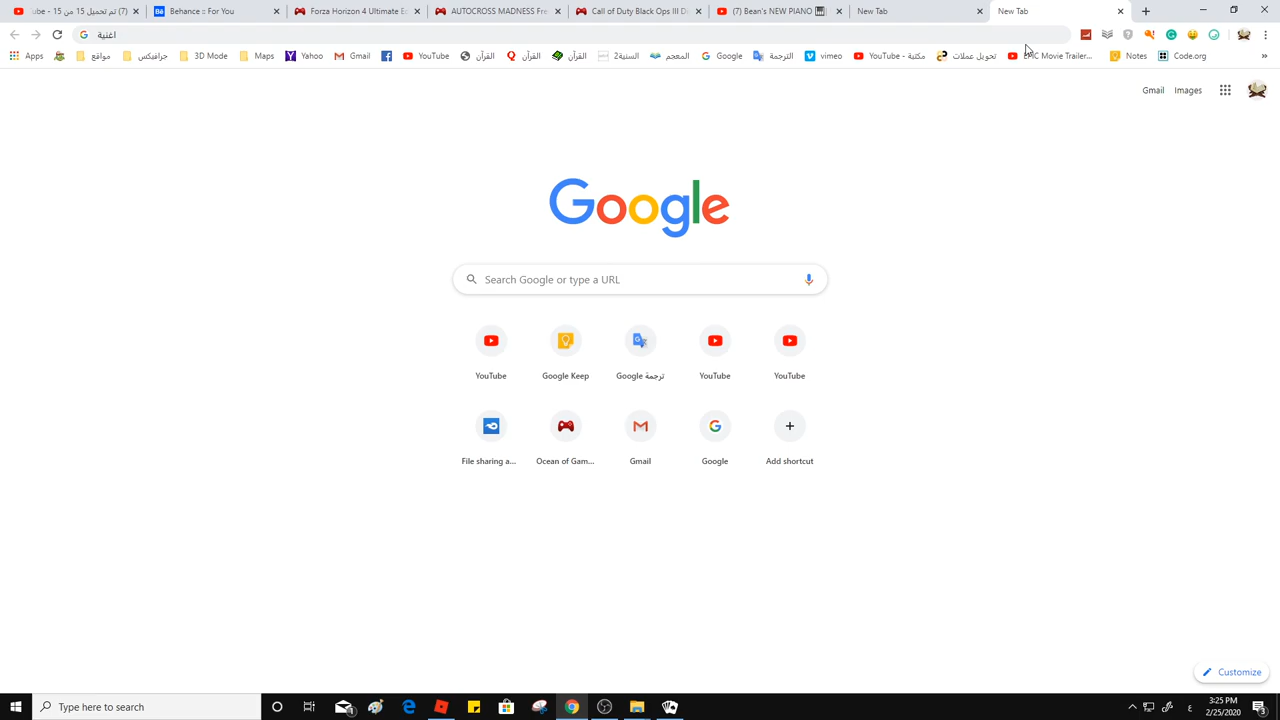 Tube - 15 تم تحميل 15 من (7)
Behance :: For You
Forza Horizon 4 Ultimate E
AUTOCROSS MADNESS Fre
Call of Duty Black Ops III D
(7) Bean's NEW PIANO
New Tab
New Tab
اغنية
Apps
مواقع
جرافيكس
3D Mode
Maps
Yahoo
Gmail
YouTube
القرآن
القرآن
القرآن
السنية2
المعجم
Google
الترجمة
vimeo
مكتبة - YouTube
تحويل عملات
EPIC Movie Trailer...
Notes
Code.org
»
Gmail
Images
Google
Search Google or type a URL
YouTube
Google Keep
ترجمة Google
YouTube
YouTube
File sharing a...
Ocean of Gam...
Gmail
Google
Add shortcut
Customize
Type here to search
ع
3:25 PM
2/25/2020